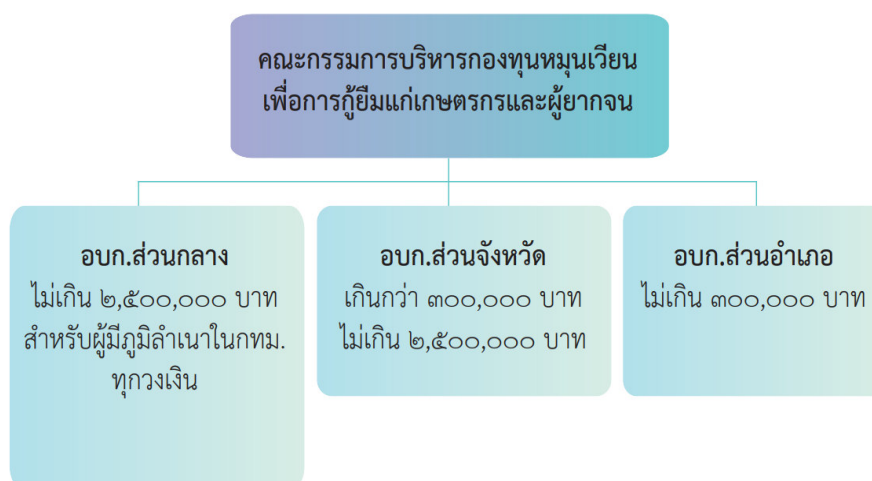 คณะกรรมการบริหารกองทุนหมุนเวียน
เพื่อการกู้ยืมแก่เกษตรกรและผู้ยากจน
อบก.ส่วนกลาง
ไม่เกิน ๒,๕๐๐,๐๐๐ บาท
สำหรับผู้มีภูมิลำเนาในกทม.
ทุกวงเงิน
อบก.ส่วนจังหวัด
เกินกว่า ๓๐๐,๐๐๐ บาท
ไม่เกิน ๒,๕๐๐,๐๐๐ บาท
อบก.ส่วนอำเภอ
ไม่เกิน ๓๐๐,๐๐๐ บาท